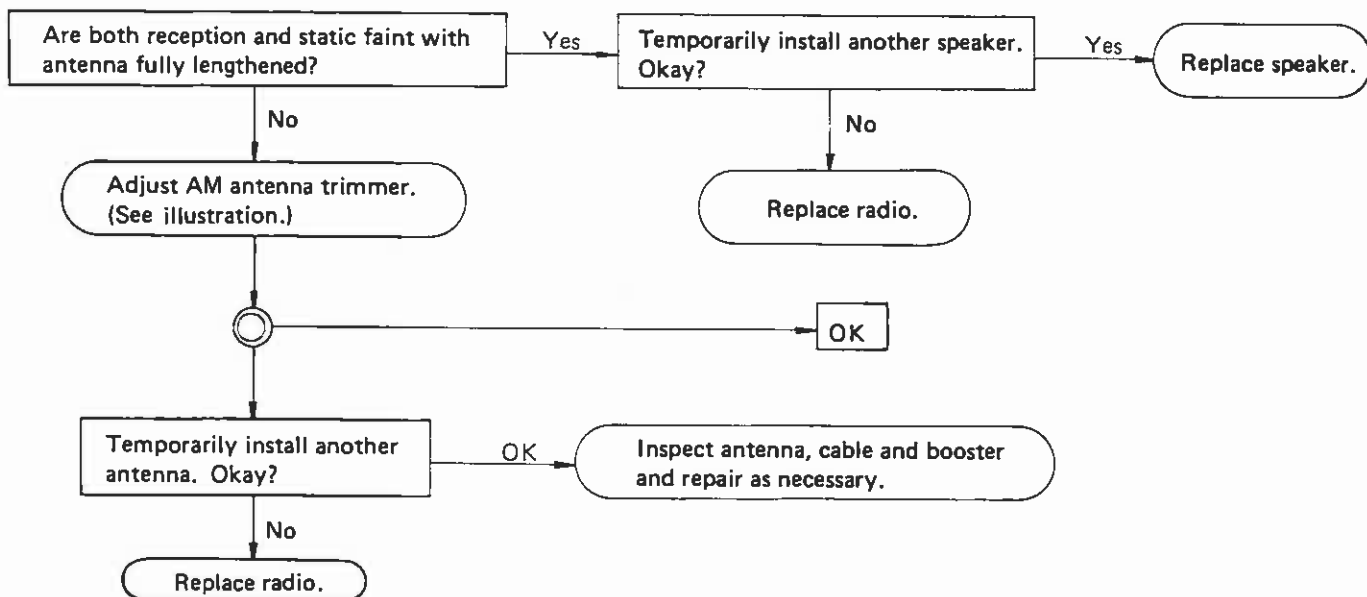 Are both reception and static faint with
antenna fully lengthened?
Yes
Temporarily install another speaker.
Okay?
Yes
Replace speaker.
No
No
Adjust AM antenna trimmer.
(See illustration.)
Replace radio.
OK
Temporarily install another
antenna. Okay?
OK
Inspect antenna, cable and booster
and repair as necessary.
No
Replace radio.